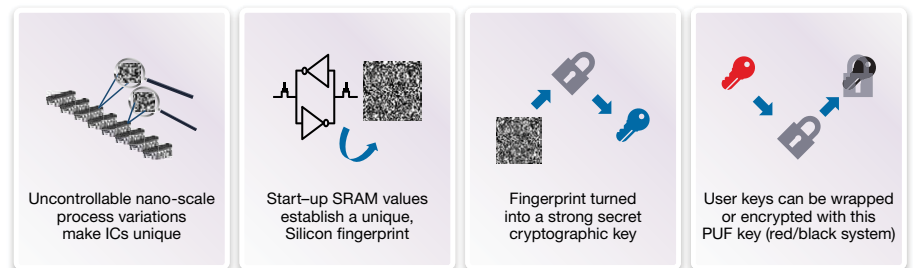 Uncontrollable nano-scale
process variations
make ICs unique
Start–up SRAM values
establish a unique,
Silicon fingerprint
Fingerprint turned
into a strong secret
cryptographic key
User keys can be wrapped
or encrypted with this
PUF key (red/black system)